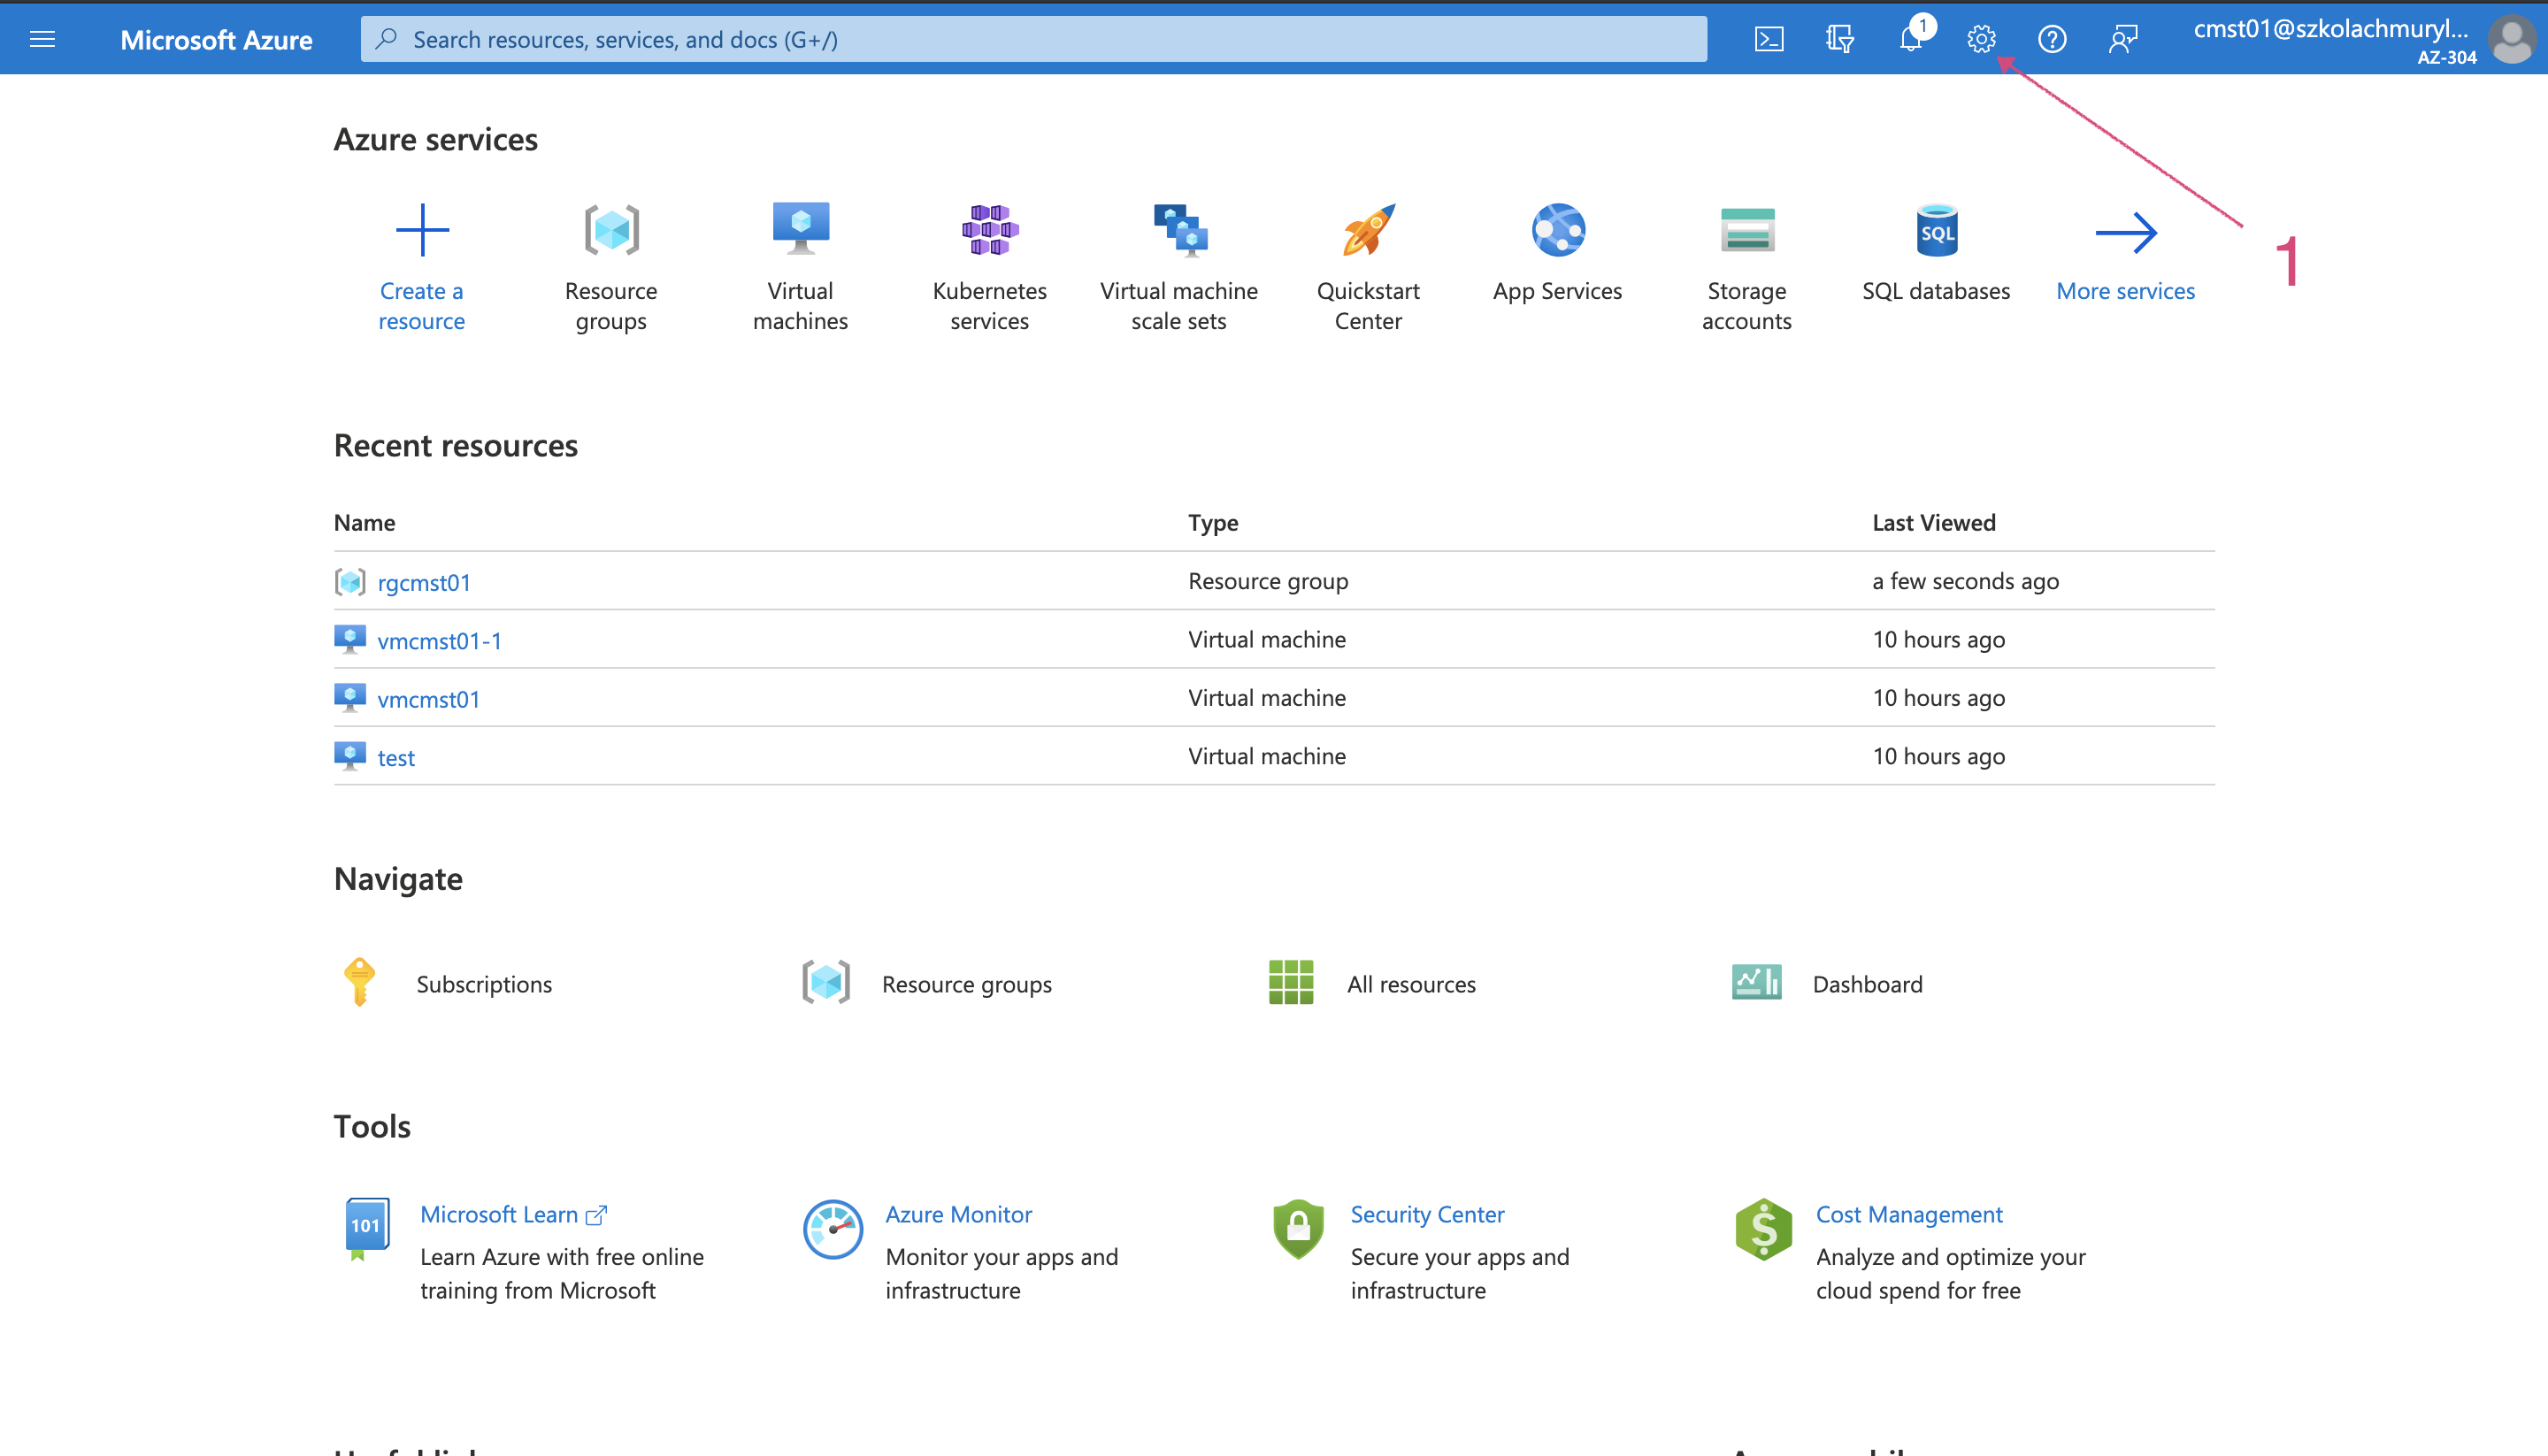 Microsoft Azure
Search resources, services, and docs (G+/)
1
cmst01@szkolachmuryl...
AZ-304
1
Azure services
Create a resource
Resource groups
Virtual machines
Kubernetes services
Virtual machine scale sets
Quickstart Center
App Services
Storage accounts
SQL
SQL databases
More services
Recent resources
Name Type Last Viewed
rgcmst01 Resource group a few seconds ago
vmcmst01-1 Virtual machine 10 hours ago
vmcmst01 Virtual machine 10 hours ago
test Virtual machine 10 hours ago
Navigate
Subscriptions
Resource groups
All resources
Dashboard
Tools
101
Microsoft Learn
Learn Azure with free online
training from Microsoft
Azure Monitor
Monitor your apps and
infrastructure
Security Center
Secure your apps and
infrastructure
$
Cost Management
Analyze and optimize your
cloud spend for free